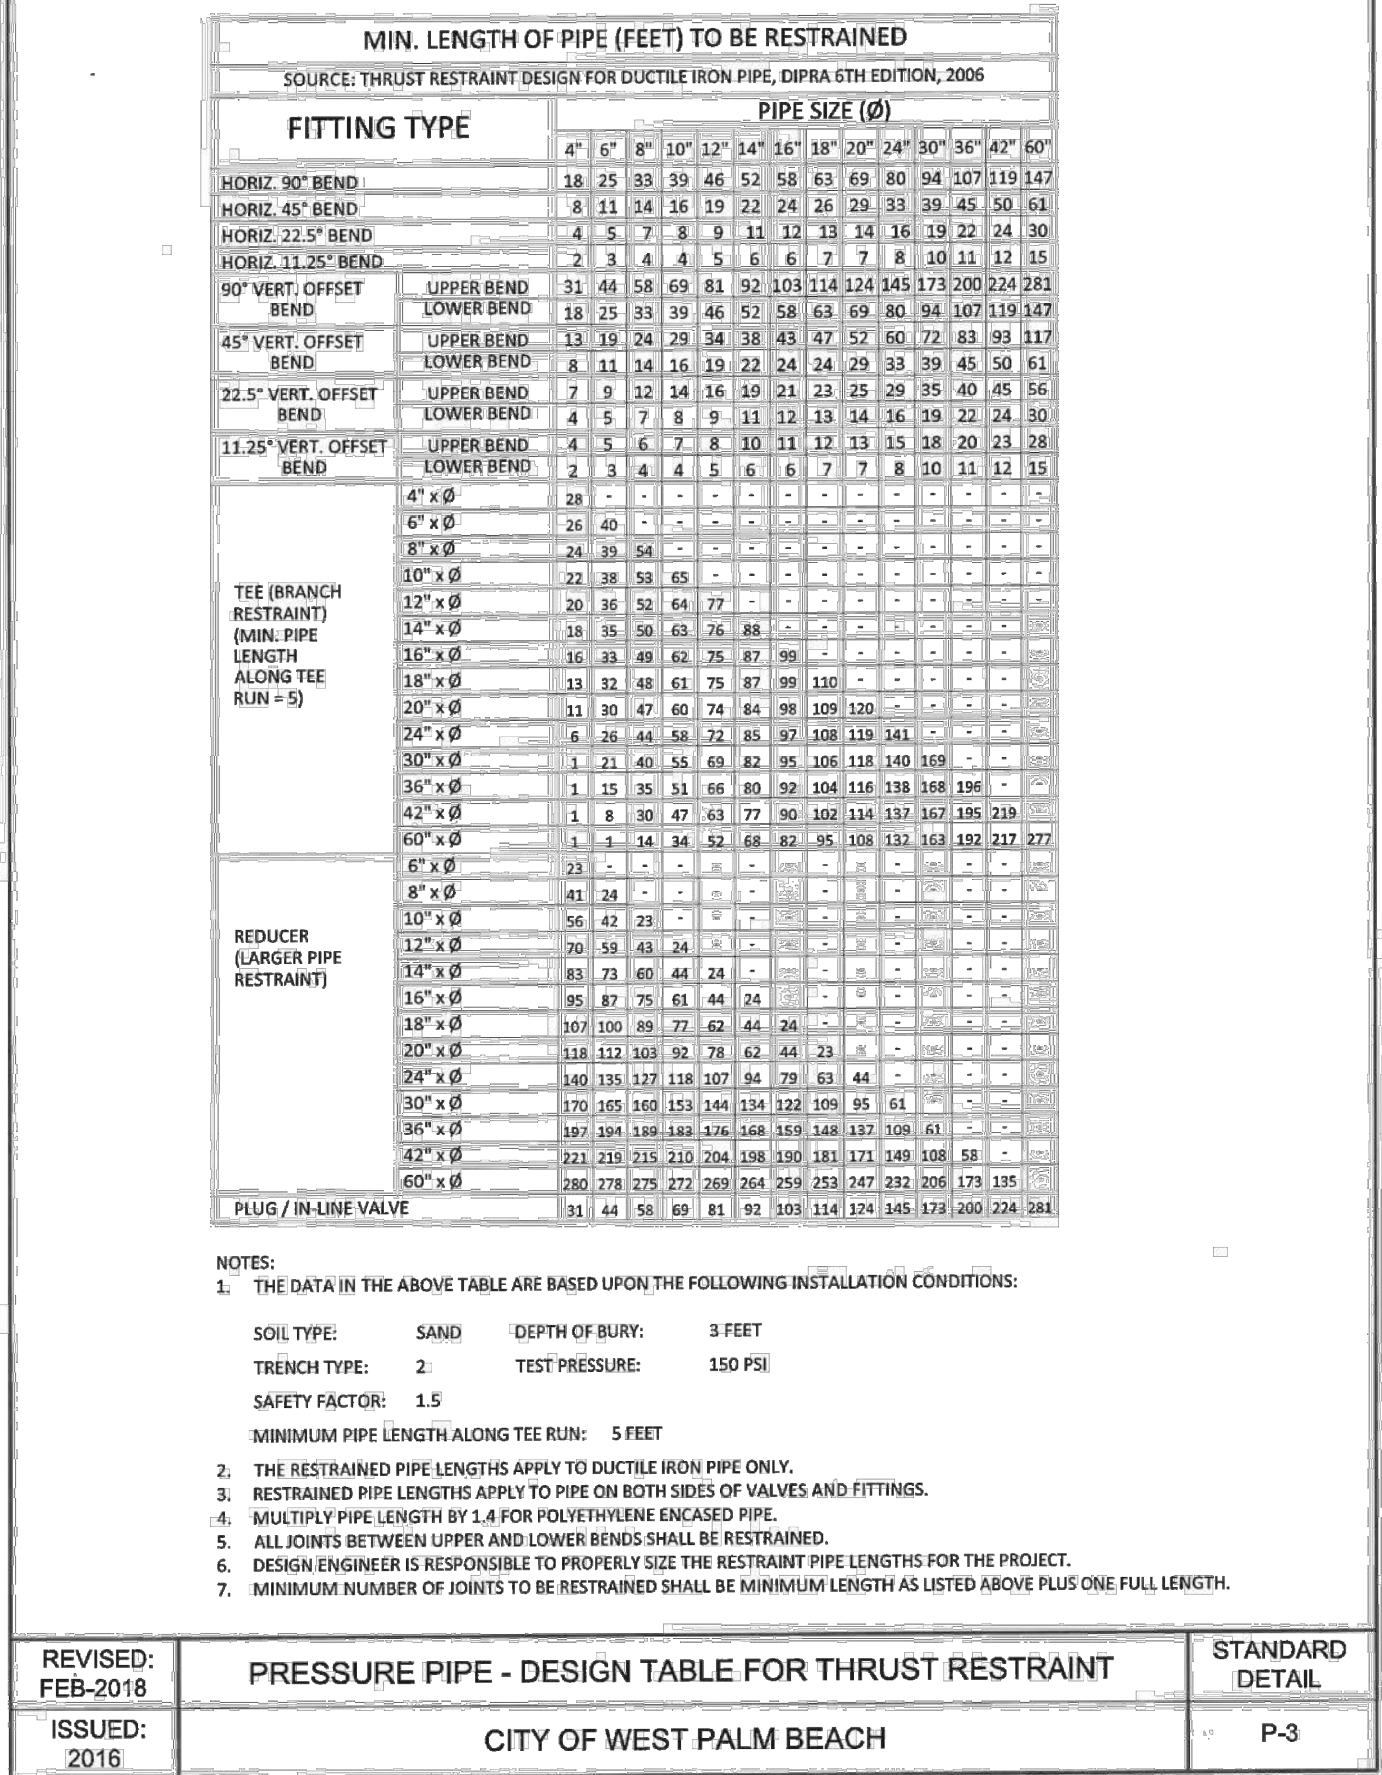 MIN. LENGTH OF PIPE (FEET) TO BE RESTRAINED
SOURCE: THRUST RESTRAINT DESIGN FOR DUCTILE IRON PIPE, DIPRA 6TH EDITION, 2006
FITTING TYPE
PIPE SIZE (Ø)
4" 6" 8" 10" 12" 14" 16" 18" 20" 24" 30" 36" 42" 60"
HORIZ. 90° BEND 18 25 33 39 46 52 58 63 69 80 94 107 119 147
HORIZ. 45° BEND 8 11 14 16 19 22 24 26 29 33 39 45 50 61
HORIZ. 22.5° BEND 4 5 7 8 9 11 12 13 14 16 19 22 24 30
HORIZ. 11.25° BEND 2 3 4 4 5 6 6 7 7 8 10 11 12 15
90° VERT. OFFSET BEND UPPER BEND 31 44 58 69 81 92 103 114 124 145 173 200 224 281
LOWER BEND 18 25 33 39 46 52 58 63 69 80 94 107 119 147
45° VERT. OFFSET BEND UPPER BEND 13 19 24 29 34 38 43 47 52 60 72 83 93 117
LOWER BEND 8 11 14 16 19 22 24 24 29 33 39 45 50 61
22.5° VERT. OFFSET BEND UPPER BEND 7 9 12 14 16 19 21 23 25 29 35 40 45 56
LOWER BEND 4 5 7 8 9 11 12 13 14 16 19 22 24 30
11.25° VERT. OFFSET BEND UPPER BEND 4 5 6 7 8 10 11 12 13 15 18 20 23 28
LOWER BEND 2 3 4 4 5 6 6 7 7 8 10 11 12 15
TEE (BRANCH
RESTRAINT)
(MIN. PIPE
LENGTH
ALONG TEE
RUN = 5)
4" x Ø 28 - - - - - - - - - - - - -
6" x Ø 26 40 - - - - - - - - - - - -
8" x Ø 24 39 54 - - - - - - - - - - -
10" x Ø 22 38 53 65 - - - - - - - - - -
12" x Ø 20 36 52 64 77 - - - - - - - - -
14" x Ø 18 35 50 63 76 88 - - - - - - -
16" x Ø 16 33 49 62 75 87 99 - - - - - -
18" x Ø 13 32 48 61 75 87 99 110 - - - - -
20" x Ø 11 30 47 60 74 84 98 109 120 - - - -
24" x Ø 6 26 44 58 72 85 97 108 119 141 - - -
30" x Ø 1 21 40 55 69 82 95 106 118 140 169 - -
36" x Ø 1 15 35 51 66 80 92 104 116 138 168 196 -
42" x Ø 1 8 30 47 63 77 90 102 114 137 167 195 219
60" x Ø 1 1 14 34 52 68 82 95 108 132 163 192 217 277
REDUCER
(LARGER PIPE
RESTRAINT)
6" x Ø 23 - - - - - - - -
8" x Ø 41 24 - - - - - - -
10" x Ø 56 42 23 - - - - - -
12" x Ø 70 59 43 24 - - - - -
14" x Ø 83 73 60 44 24 - - - - -
16" x Ø 95 87 75 61 44 24 - - - -
18" x Ø 107 100 89 77 62 44 24 - - - -
20" x Ø 118 112 103 92 78 62 44 23 - - -
24" x Ø 140 135 127 118 107 94 79 63 44 - - -
30" x Ø 170 165 160 153 144 134 122 109 95 61 - -
36" x Ø 197 194 189 183 176 168 159 148 137 109 61 - -
42" x Ø 221 219 215 210 204 198 190 181 171 149 108 58 -
60" x Ø 280 278 275 272 269 264 259 253 247 232 206 173 135
PLUG / IN-LINE VALVE 31 44 58 69 81 92 103 114 124 145 173 200 224 281
NOTES:
1. THE DATA IN THE ABOVE TABLE ARE BASED UPON THE FOLLOWING INSTALLATION CONDITIONS:
SOIL TYPE: SAND DEPTH OF BURY: 3 FEET
TRENCH TYPE: 2 TEST PRESSURE: 150 PSI
SAFETY FACTOR: 1.5
MINIMUM PIPE LENGTH ALONG TEE RUN: 5 FEET
2. THE RESTRAINED PIPE LENGTHS APPLY TO DUCTILE IRON PIPE ONLY.
3. RESTRAINED PIPE LENGTHS APPLY TO PIPE ON BOTH SIDES OF VALVES AND FITTINGS.
4. MULTIPLY PIPE LENGTH BY 1.4 FOR POLYETHYLENE ENCASED PIPE.
5. ALL JOINTS BETWEEN UPPER AND LOWER BENDS SHALL BE RESTRAINED.
6. DESIGN ENGINEER IS RESPONSIBLE TO PROPERLY SIZE THE RESTRAINT PIPE LENGTHS FOR THE PROJECT.
7. MINIMUM NUMBER OF JOINTS TO BE RESTRAINED SHALL BE MINIMUM LENGTH AS LISTED ABOVE PLUS ONE FULL LENGTH.
REVISED:
FEB-2018
PRESSURE PIPE - DESIGN TABLE FOR THRUST RESTRAINT
STANDARD
DETAIL
ISSUED:
2016
CITY OF WEST PALM BEACH
P-3